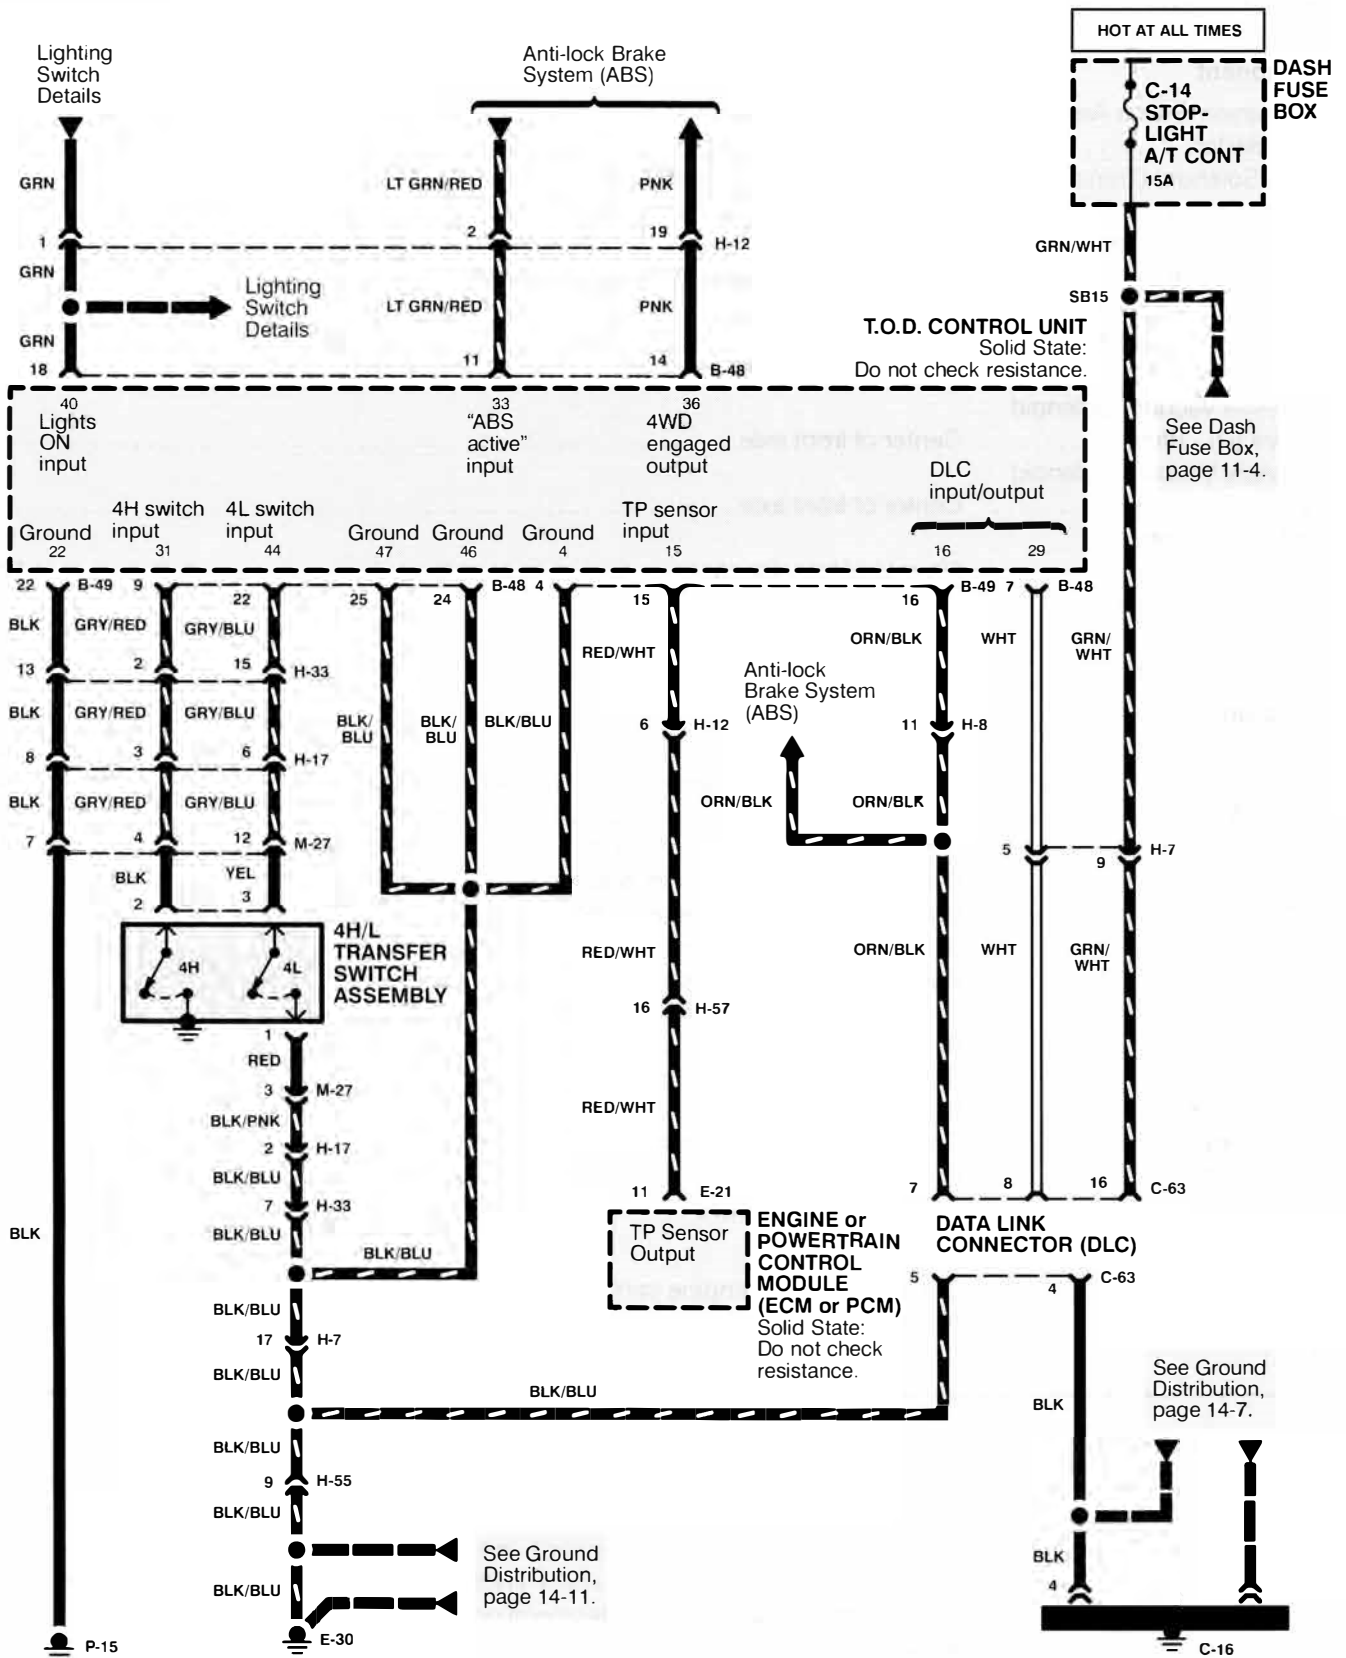 HOT AT ALL TIMES
DASH
FUSE
BOX
C-14
STOP-
LIGHT
A/T CONT
15A
Lighting
Switch
Details
Anti-lock Brake
System (ABS)
GRN
LT GRN/RED
PNK
1
2
19
H-12
GRN/WHT
GRN
Lighting
Switch
Details
LT GRN/RED
PNK
SB15
GRN
18
11
14
B-48
T.O.D. CONTROL UNIT
Solid State:
Do not check resistance.
See Dash
Fuse Box,
page 11-4.
40
Lights
ON
input
33
“ABS
active”
input
36
4WD
engaged
output
DLC
input/output
Ground
22
4H switch
input
31
4L switch
input
44
Ground
47
Ground
46
Ground
4
TP sensor
input
15
16
29
22
B-49
9
22
25
24
B-48
4
15
16
B-49
7
B-48
BLK
GRY/RED
GRY/BLU
RED/WHT
ORN/BLK
WHT
GRN/
WHT
13
2
15
H-33
Anti-lock
Brake System
(ABS)
BLK
GRY/RED
GRY/BLU
BLK/
BLU
BLK/
BLU
BLK/BLU
6
H-12
11
H-8
8
3
6
H-17
BLK
GRY/RED
GRY/BLU
ORN/BLK
ORN/BLK
7
4
12
M-27
5
9
H-7
BLK
YEL
2
3
4H/L
TRANSFER
SWITCH
ASSEMBLY
4H
4L
RED/WHT
ORN/BLK
WHT
GRN/
WHT
16
H-57
1
RED
3
M-27
BLK/PNK
2
H-17
BLK/BLU
7
H-33
BLK/BLU
RED/WHT
11
E-21
7
8
16
C-63
BLK
BLK/BLU
TP Sensor
Output
ENGINE or
POWERTRAIN
CONTROL
MODULE
(ECM or PCM)
Solid State:
Do not check
resistance.
DATA LINK
CONNECTOR (DLC)
5
4
C-63
BLK/BLU
17
H-7
BLK/BLU
BLK/BLU
BLK
See Ground
Distribution,
page 14-7.
BLK/BLU
9
H-55
BLK/BLU
See Ground
Distribution,
page 14-11.
BLK/BLU
BLK
4
P-15
E-30
C-16